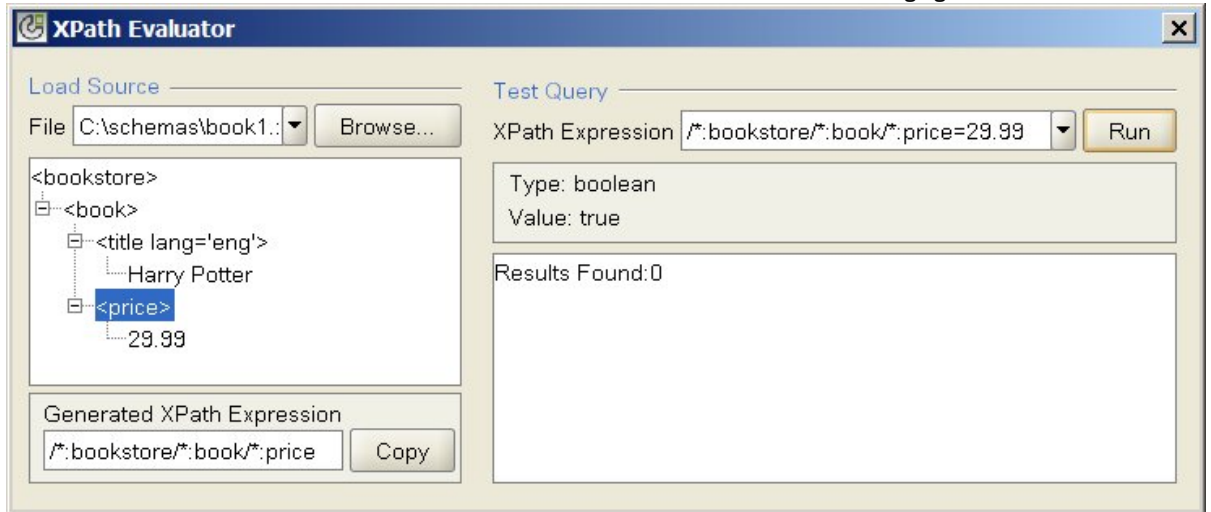 XPath Evaluator
Load Source
File C:\schemas\book1.: Browse...
<bookstore>
<book>
<title lang='eng'>
Harry Potter
<price>
29.99
Generated XPath Expression
/*:bookstore/*:book/*:price Copy
Test Query
XPath Expression /*:bookstore/*:book/*:price=29.99 Run
Type: boolean
Value: true
Results Found:0